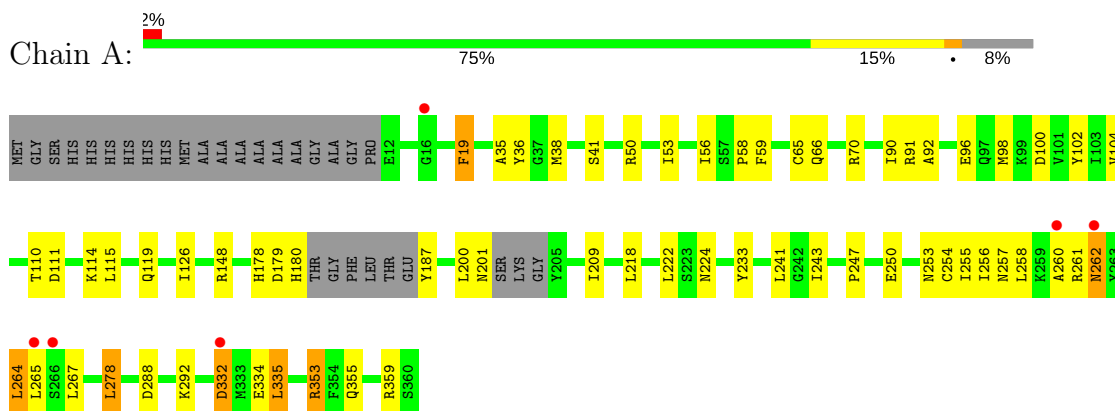 2%
Chain A:
75% 15% • 8%
MET GLY SER HIS HIS HIS HIS HIS HIS MET ALA ALA ALA ALA ALA ALA GLY ALA GLY PRO E12 G16 F19 A35 Y36 G37 M38 S41 R50 I53 I56 S57 P58 F59 C65 Q66 R70 I90 R91 A92 E96 Q97 M98 K99 D100 V101 Y102 I103 V104
T110 D111 K114 L115 Q119 I126 R148 H178 D179 H180 THR GLY PHE LEU THR GLU Y187 L200 N201 SER LYS GLY Y205 I209 L218 L222 S223 N224 Y233 L241 G242 I243 P247 E250 N253 C254 I255 I256 N257 L258 K259 A260 R261 N262 Y263
L264 L265 S266 L267 L278 D288 K292 D332 M333 E334 L335 R353 F354 Q355 R359 S360